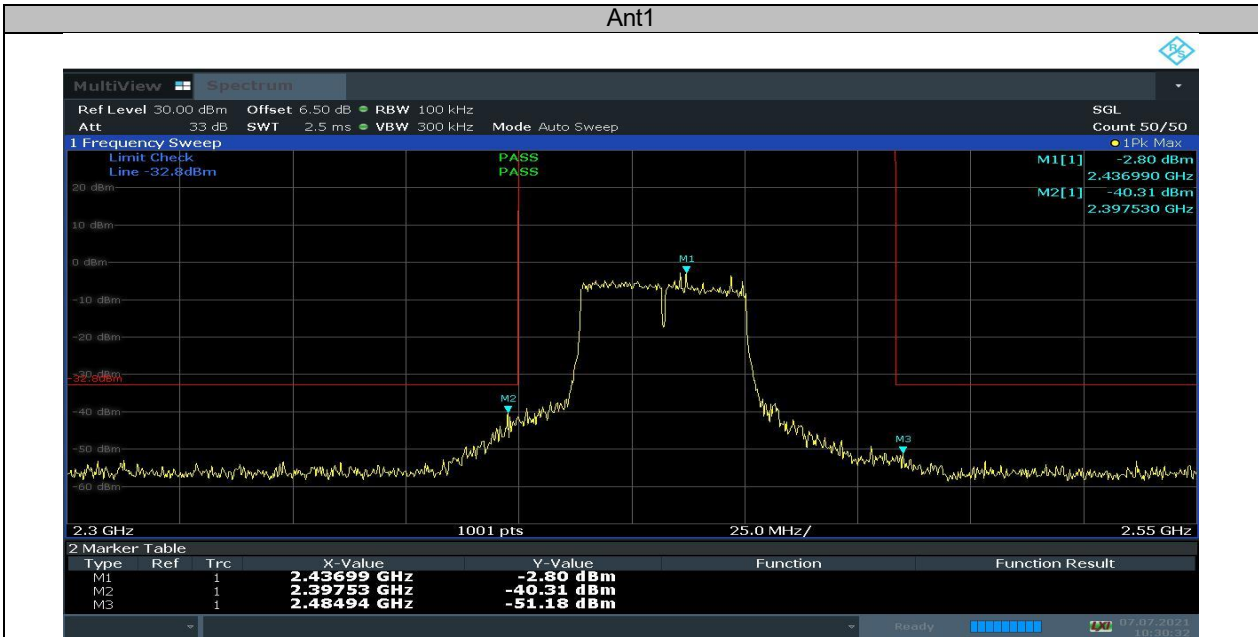 Ant1
R/S
MultiView Spectrum
Ref Level 30.00 dBm Offset 6.50 dB RBW 100 kHz SGL
Att 33 dB SWT 2.5 ms VBW 300 kHz Mode Auto Sweep Count 50/50
1 Frequency Sweep 1Pk Max
Limit Check PASS M1[1] -2.80 dBm
Line -32.8dBm PASS 2.436990 GHz
20 dBm M2[1] -40.31 dBm
2.397530 GHz
10 dBm
0 dBm
M1
-10 dBm
-20 dBm
-30 dBm
-32.8dBm
M2
-40 dBm
M3
-50 dBm
-60 dBm
2.3 GHz 1001 pts 25.0 MHz/ 2.55 GHz
2 Marker Table
Type Ref Trc X-Value Y-Value Function Function Result
M1 1 2.43699 GHz -2.80 dBm
M2 1 2.39753 GHz -40.31 dBm
M3 1 2.48494 GHz -51.18 dBm
Ready LXI 07.07.2021
10:30:32